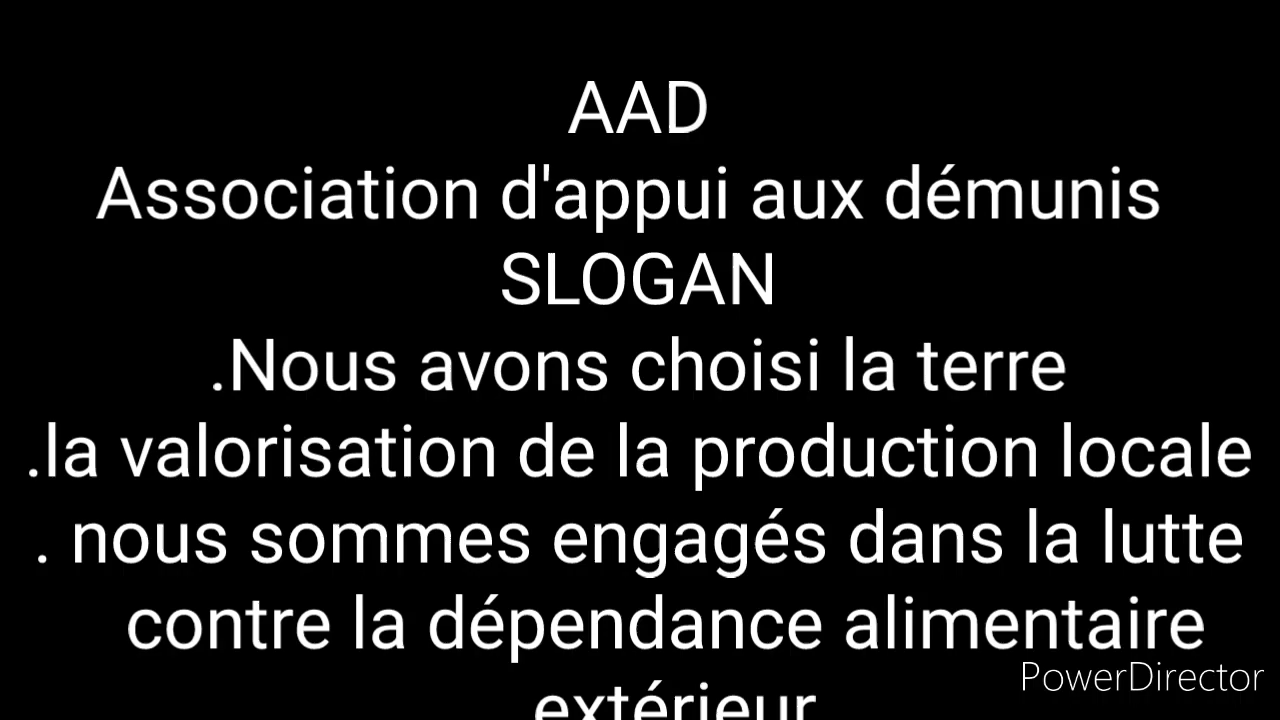 AAD
Association d'appui aux démunis
SLOGAN
.Nous avons choisi la terre
.la valorisation de la production locale
. nous sommes engagés dans la lutte
contre la dépendance alimentaire
extérieur
PowerDirector